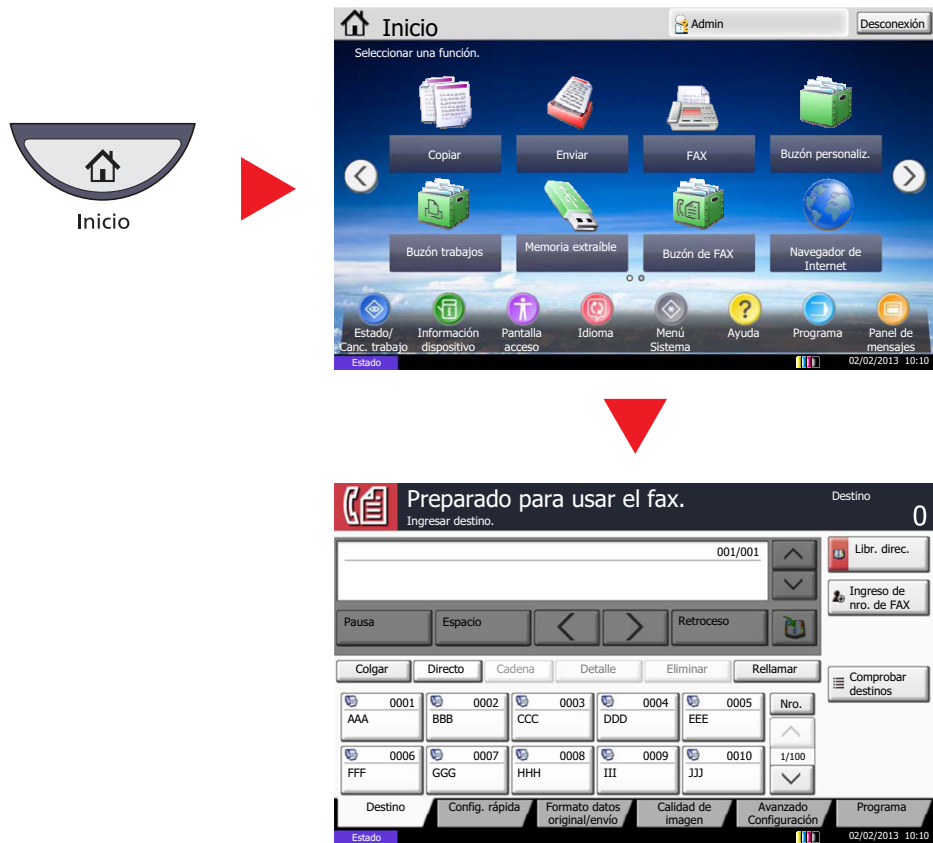 Inicio
Inicio
Admin
Desconexión
Seleccionar una función.
Copiar
Enviar
FAX
Buzón personaliz.
Buzón trabajos
Memoria extraíble
Buzón de FAX
Navegador de
Internet
Estado/
Canc. trabajo
Información
dispositivo
Pantalla
acceso
Idioma
Menú
Sistema
Ayuda
Programa
Panel de
mensajes
Estado
02/02/2013 10:10
Preparado para usar el fax.
Ingresar destino.
Destino
0
001/001
Libr. direc.
Ingreso de
nro. de FAX
Pausa
Espacio
Retroceso
Colgar
Directo
Cadena
Detalle
Eliminar
Rellamar
Comprobar
destinos
0001
AAA
0002
BBB
0003
CCC
0004
DDD
0005
EEE
Nro.
0006
FFF
0007
GGG
0008
HHH
0009
III
0010
JJJ
1/100
Destino
Config. rápida
Formato datos
original/envío
Calidad de
imagen
Avanzado
Configuración
Programa
Estado
02/02/2013 10:10